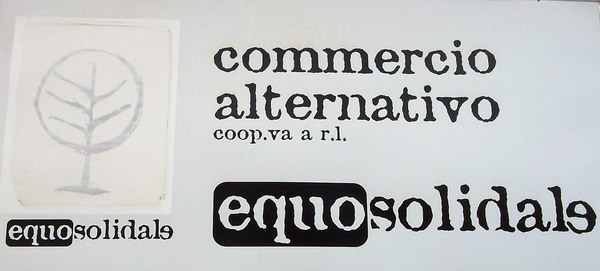 commercio
alternativo
coop.va a r.l.
equosolidale
equosolidale